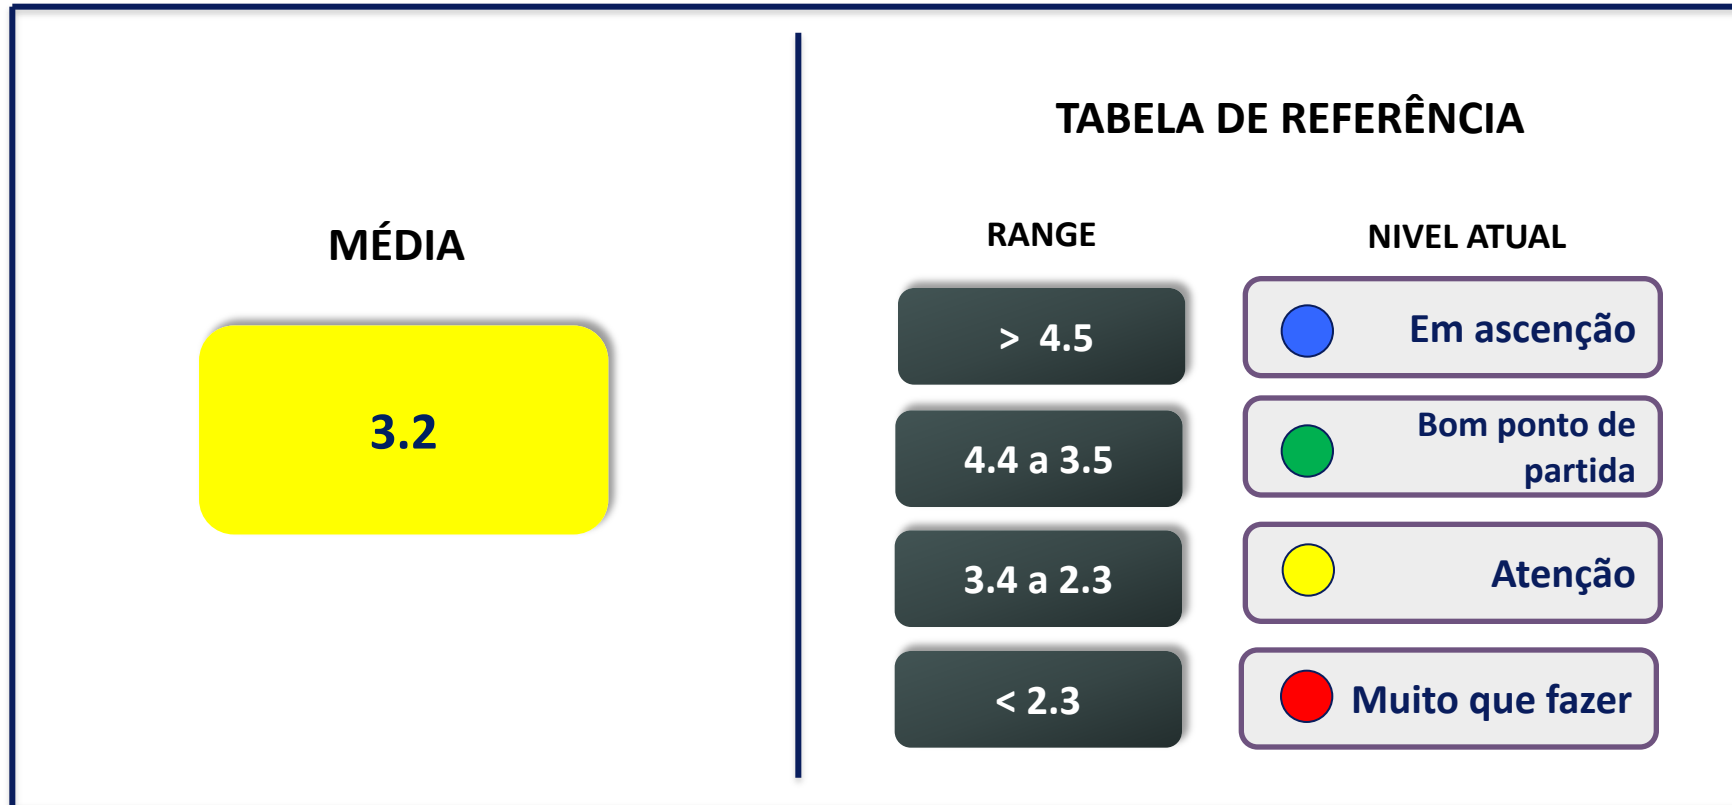 MÉDIA
3.2
TABELA DE REFERÊNCIA
RANGE
NIVEL ATUAL
> 4.5
Em ascenção
4.4 a 3.5
Bom ponto de
partida
3.4 a 2.3
Atenção
< 2.3
Muito que fazer